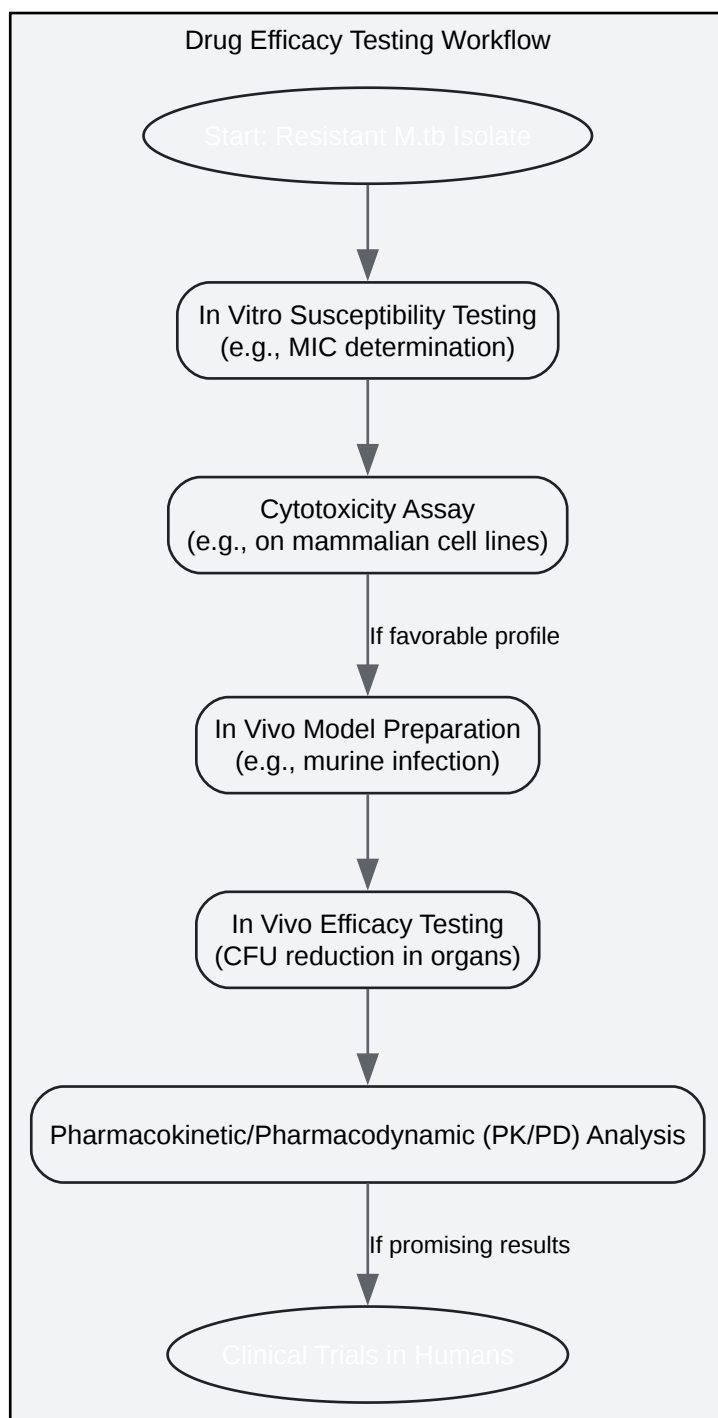 Drug Efficacy Testing Workflow
Start: Resistant M.tb Isolate
In Vitro Susceptibility Testing
(e.g., MIC determination)
Cytotoxicity Assay
(e.g., on mammalian cell lines)
If favorable profile
In Vivo Model Preparation
(e.g., murine infection)
In Vivo Efficacy Testing
(CFU reduction in organs)
Pharmacokinetic/Pharmacodynamic (PK/PD) Analysis
If promising results
Clinical Trials in Humans